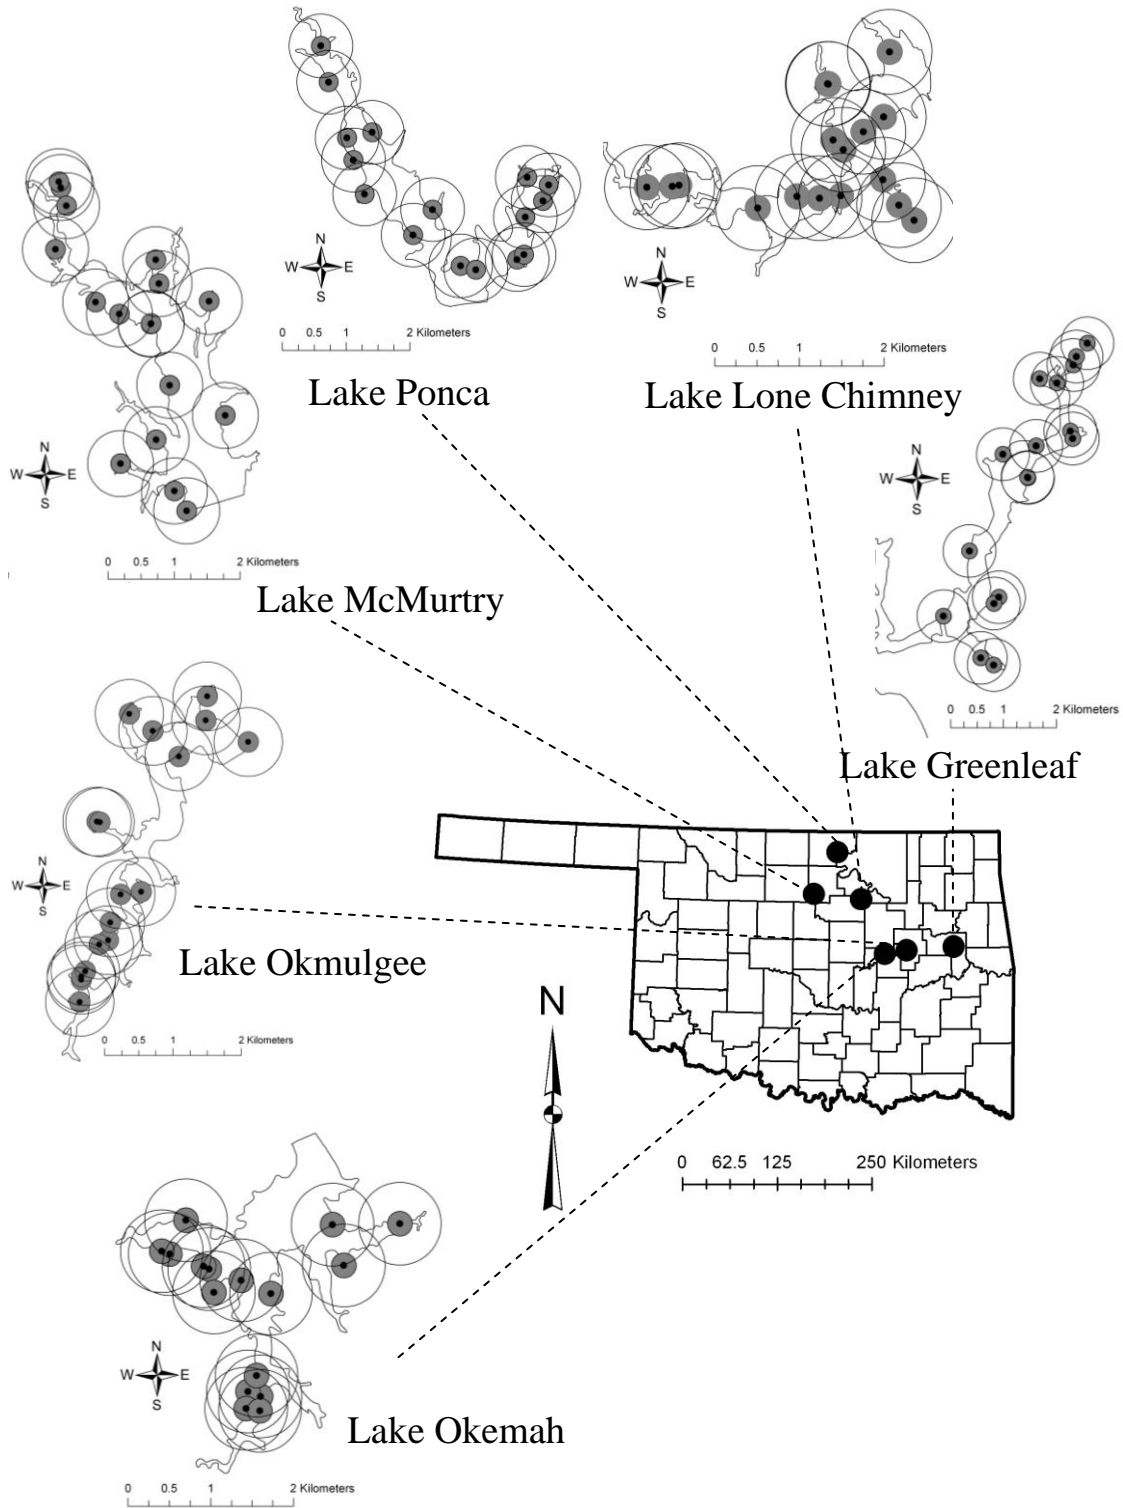 N
W E
S
0 0.5 1 2 Kilometers
Lake Ponca
N
W E
S
0 0.5 1 2 Kilometers
Lake Lone Chimney
N
W E
S
0 0.5 1 2 Kilometers
Lake McMurtry
N
W E
S
0 0.5 1 2 Kilometers
Lake Greenleaf
N
W E
S
0 0.5 1 2 Kilometers
Lake Okmulgee
N
0 62.5 125 250 Kilometers
N
W E
S
0 0.5 1 2 Kilometers
Lake Okemah